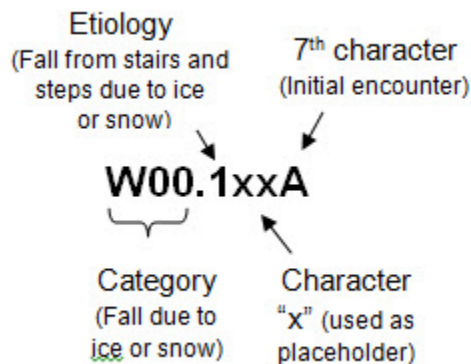 Etiology
(Fall from stairs and
steps due to ice
or snow)
7th character
(Initial encounter)
W00.1xxA
Category
(Fall due to
ice or snow)
Character
“x” (used as
placeholder)